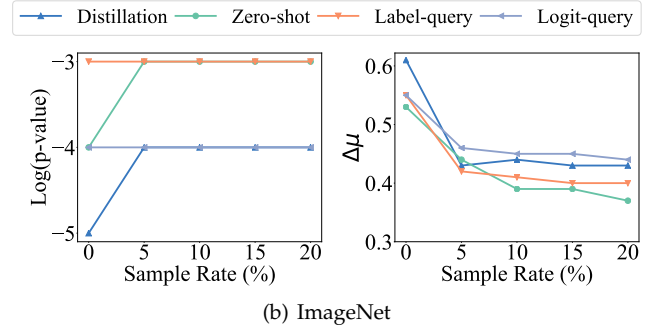 Distillation Zero-shot Label-query Logit-query
−3
−4
−5
Log(p-value)
0 5 10 15 20
Sample Rate (%)
0.6
0.5
0.4
0.3
Δμ
0 5 10 15 20
Sample Rate (%)
(b) ImageNet